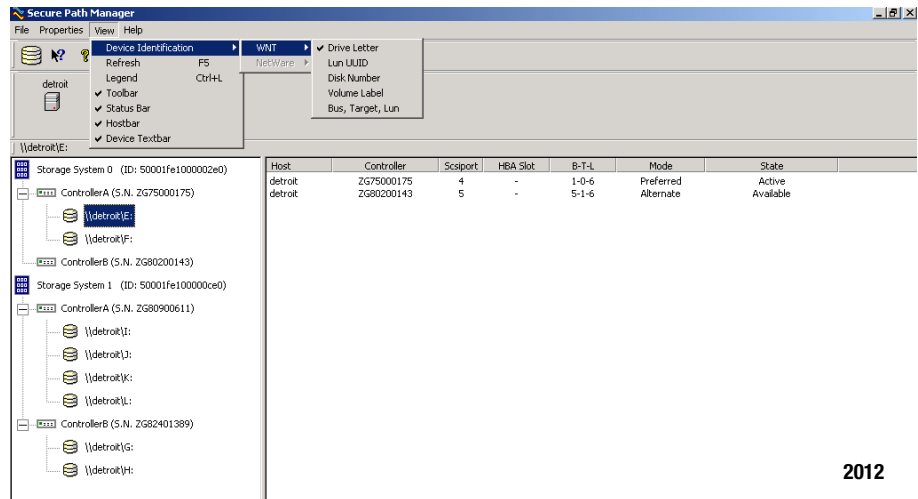 Secure Path Manager
File Properties View Help
Device Identification
Refresh F5
Legend Ctrl+L
Toolbar
Status Bar
Hostbar
Device Textbar
WNT
NetWare
Drive Letter
Lun UUID
Disk Number
Volume Label
Bus, Target, Lun
detroit
\\detroit\E:
Storage System 0 (ID: 50001fe1000002e0)
ControllerA (S.N. ZG75000175)
\\detroit\E:
\\detroit\F:
ControllerB (S.N. ZG80200143)
Storage System 1 (ID: 50001fe100000ce0)
ControllerA (S.N. ZG80900611)
\\detroit\I:
\\detroit\J:
\\detroit\K:
\\detroit\L:
ControllerB (S.N. ZG82401389)
\\detroit\G:
\\detroit\H:
Host Controller Scsiport HBA Slot B-T-L Mode State
detroit ZG75000175 4 - 1-0-6 Preferred Active
detroit ZG80200143 5 - 5-1-6 Alternate Available
2012